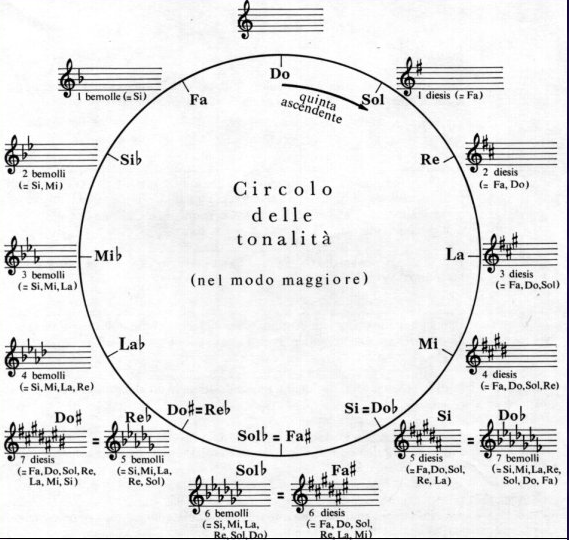 Do
quinta
ascendente
Fa
Sol
1 bemolle (= Si)
1 diesis (= Fa)
Si♭
Re
2 bemolli
(= Si, Mi)
2 diesis
(= Fa, Do)
Circolo
delle
tonalità
(nel modo maggiore)
Mi♭
La
3 bemolli
(= Si, Mi, La)
3 diesis
(= Fa, Do, Sol)
La♭
Mi
4 bemolli
(= Si, Mi, La, Re)
4 diesis
(= Fa, Do, Sol, Re)
Do♯=Re♭
Si=Do♭
Sol♭ = Fa♯
Do♯
Re♭
7 diesis
(= Fa, Do, Sol, Re,
La, Mi, Si)
=
5 bemolli
(= Si, Mi, La,
Re, Sol)
Si
Do♭
5 diesis
(= Fa, Do, Sol,
Re, La)
=
7 bemolli
(= Si, Mi, La, Re,
Sol, Do, Fa)
Sol♭
Fa♯
6 bemolli
(= Si, Mi, La,
Re, Sol, Do)
=
6 diesis
(= Fa, Do, Sol,
Re, La, Mi)